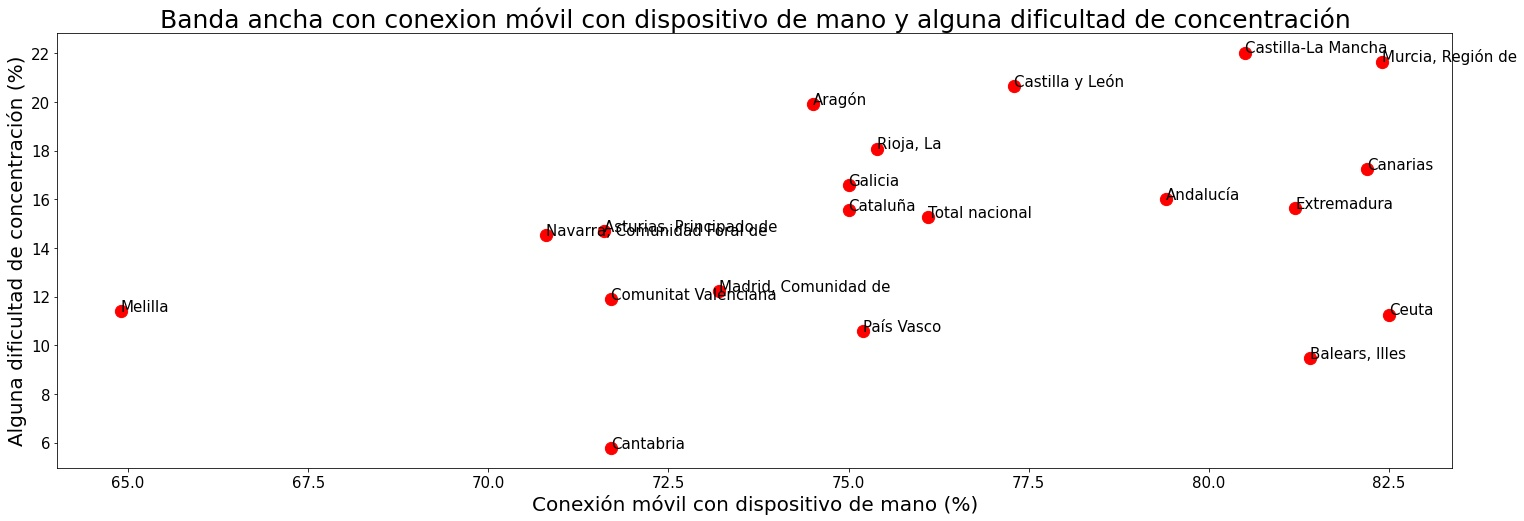 Banda ancha con conexion móvil con dispositivo de mano y alguna dificultad de concentración
Alguna dificultad de concentración (%)
22
20
18
16
14
12
10
8
6
Castilla-La Mancha
Murcia, Región de
Castilla y León
Aragón
Rioja, La
Canarias
Galicia
Andalucía
Extremadura
Cataluña
Total nacional
Asturias, Principado de
Navarra, Comunidad Foral de
Madrid, Comunidad de
Comunitat Valenciana
Melilla
Ceuta
País Vasco
Balears, Illes
Cantabria
65.0 67.5 70.0 72.5 75.0 77.5 80.0 82.5
Conexión móvil con dispositivo de mano (%)